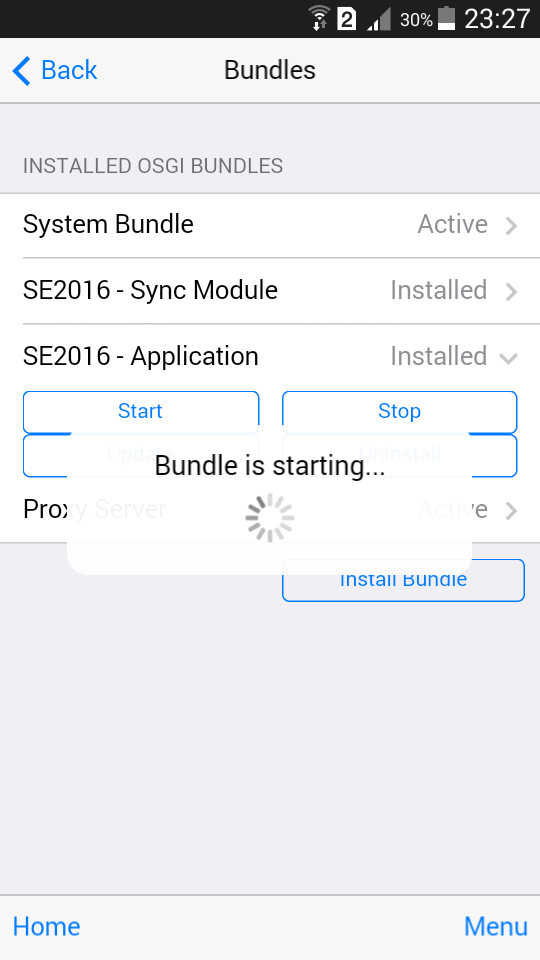 2 30% 23:27
Back Bundles
INSTALLED OSGI BUNDLES
System Bundle Active
SE2016 - Sync Module Installed
SE2016 - Application Installed
Start Stop
Update Uninstall
Bundle is starting...
Proxy Server Active
Install Bundle
Home Menu